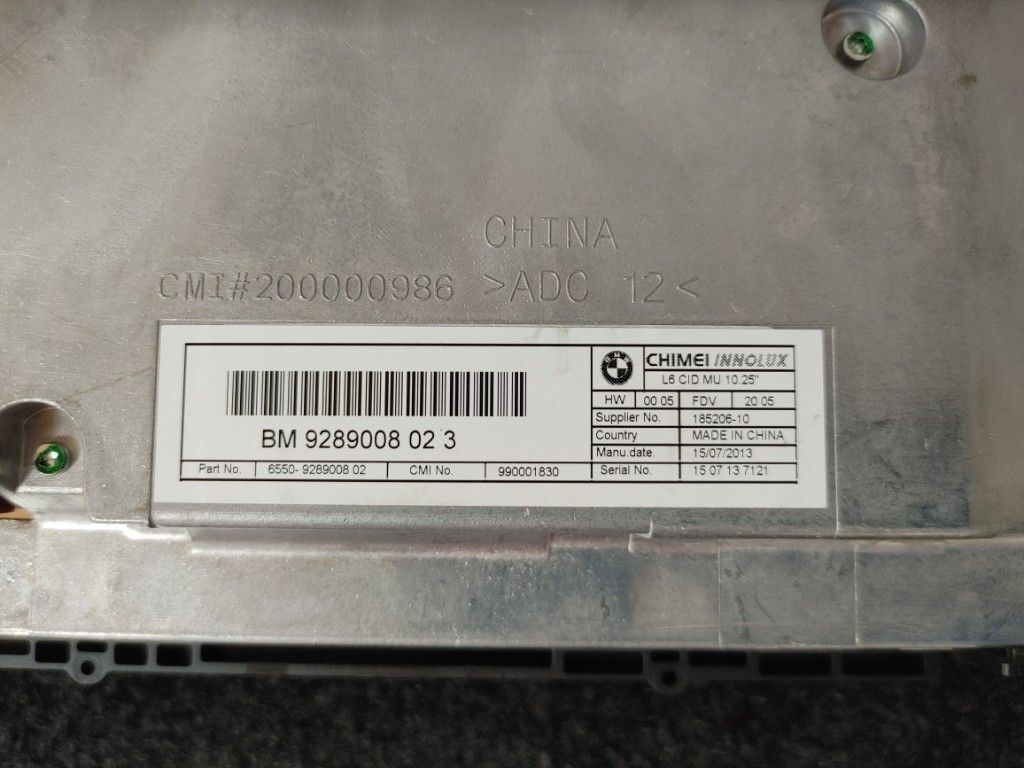 CHINA
CMI#200000986 >ADC 12<
CHIMEI INNOLUX
L6 CID MU 10.25"
HW 00 05 FDV 20 05
Supplier No. 185206-10
Country MADE IN CHINA
Manu.date. 15/07/2013
Serial No. 15 07 13 7121
BM 9289008 02 3
Part No. 6550- 9289008 02 CMI No. 990001830